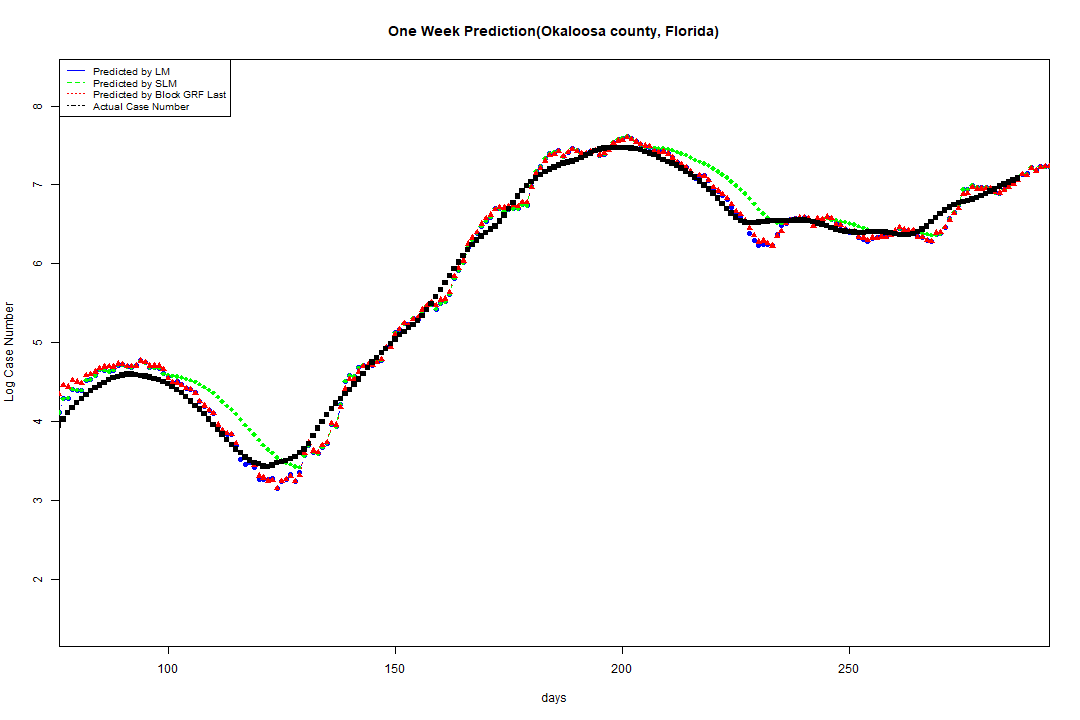 One Week Prediction(Okaloosa county, Florida)
Predicted by LM
Predicted by SLM
Predicted by Block GRF Last
Actual Case Number
8
7
6
5
4
3
2
Log Case Number
100 150 200 250
days